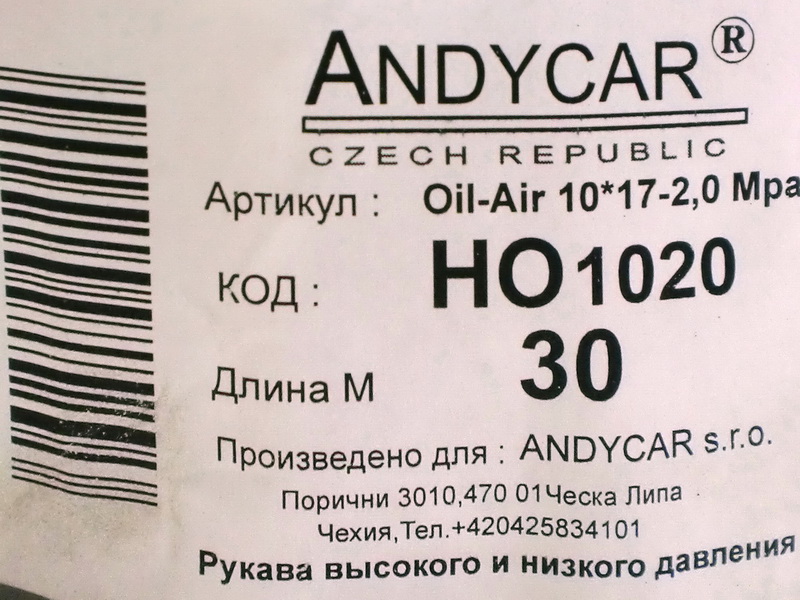 ANDYCAR®
CZECH REPUBLIC
Артикул : Oil-Air 10*17-2,0 Mpa
КОД : HO1020
Длина М 30
Произведено для : ANDYCAR s.r.o.
Порични 3010,470 01Ческа Липа
Чехия,Тел.+420425834101
Рукава высокого и низкого давления